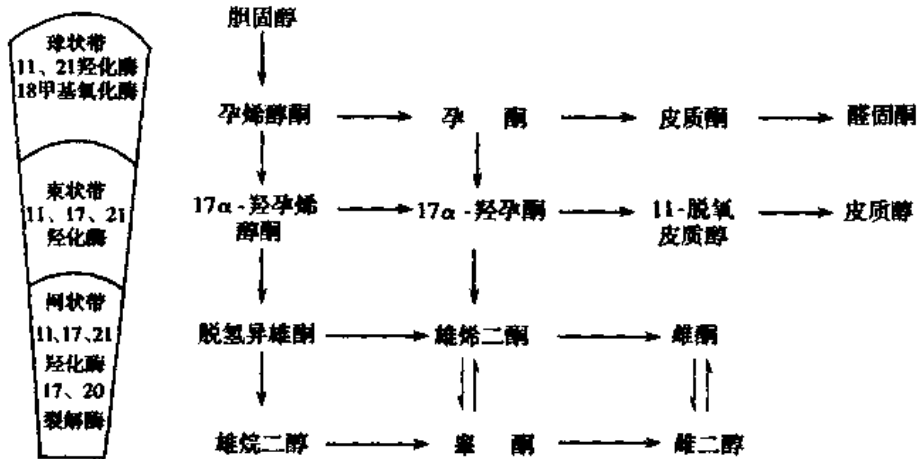 球状带
11、21羟化酶
18甲基氧化酶
束状带
11、17、21
羟化酶
网状带
11、17、21
羟化酶
17、20
裂解酶
胆固醇
孕烯醇酮
孕酮
皮质酮
醛固酮
17α-羟孕烯
醇酮
17α-羟孕酮
11-脱氧
皮质醇
皮质醇
脱氢异雄酮
雄烯二酮
雌酮
雄烷二醇
睾酮
雌二醇